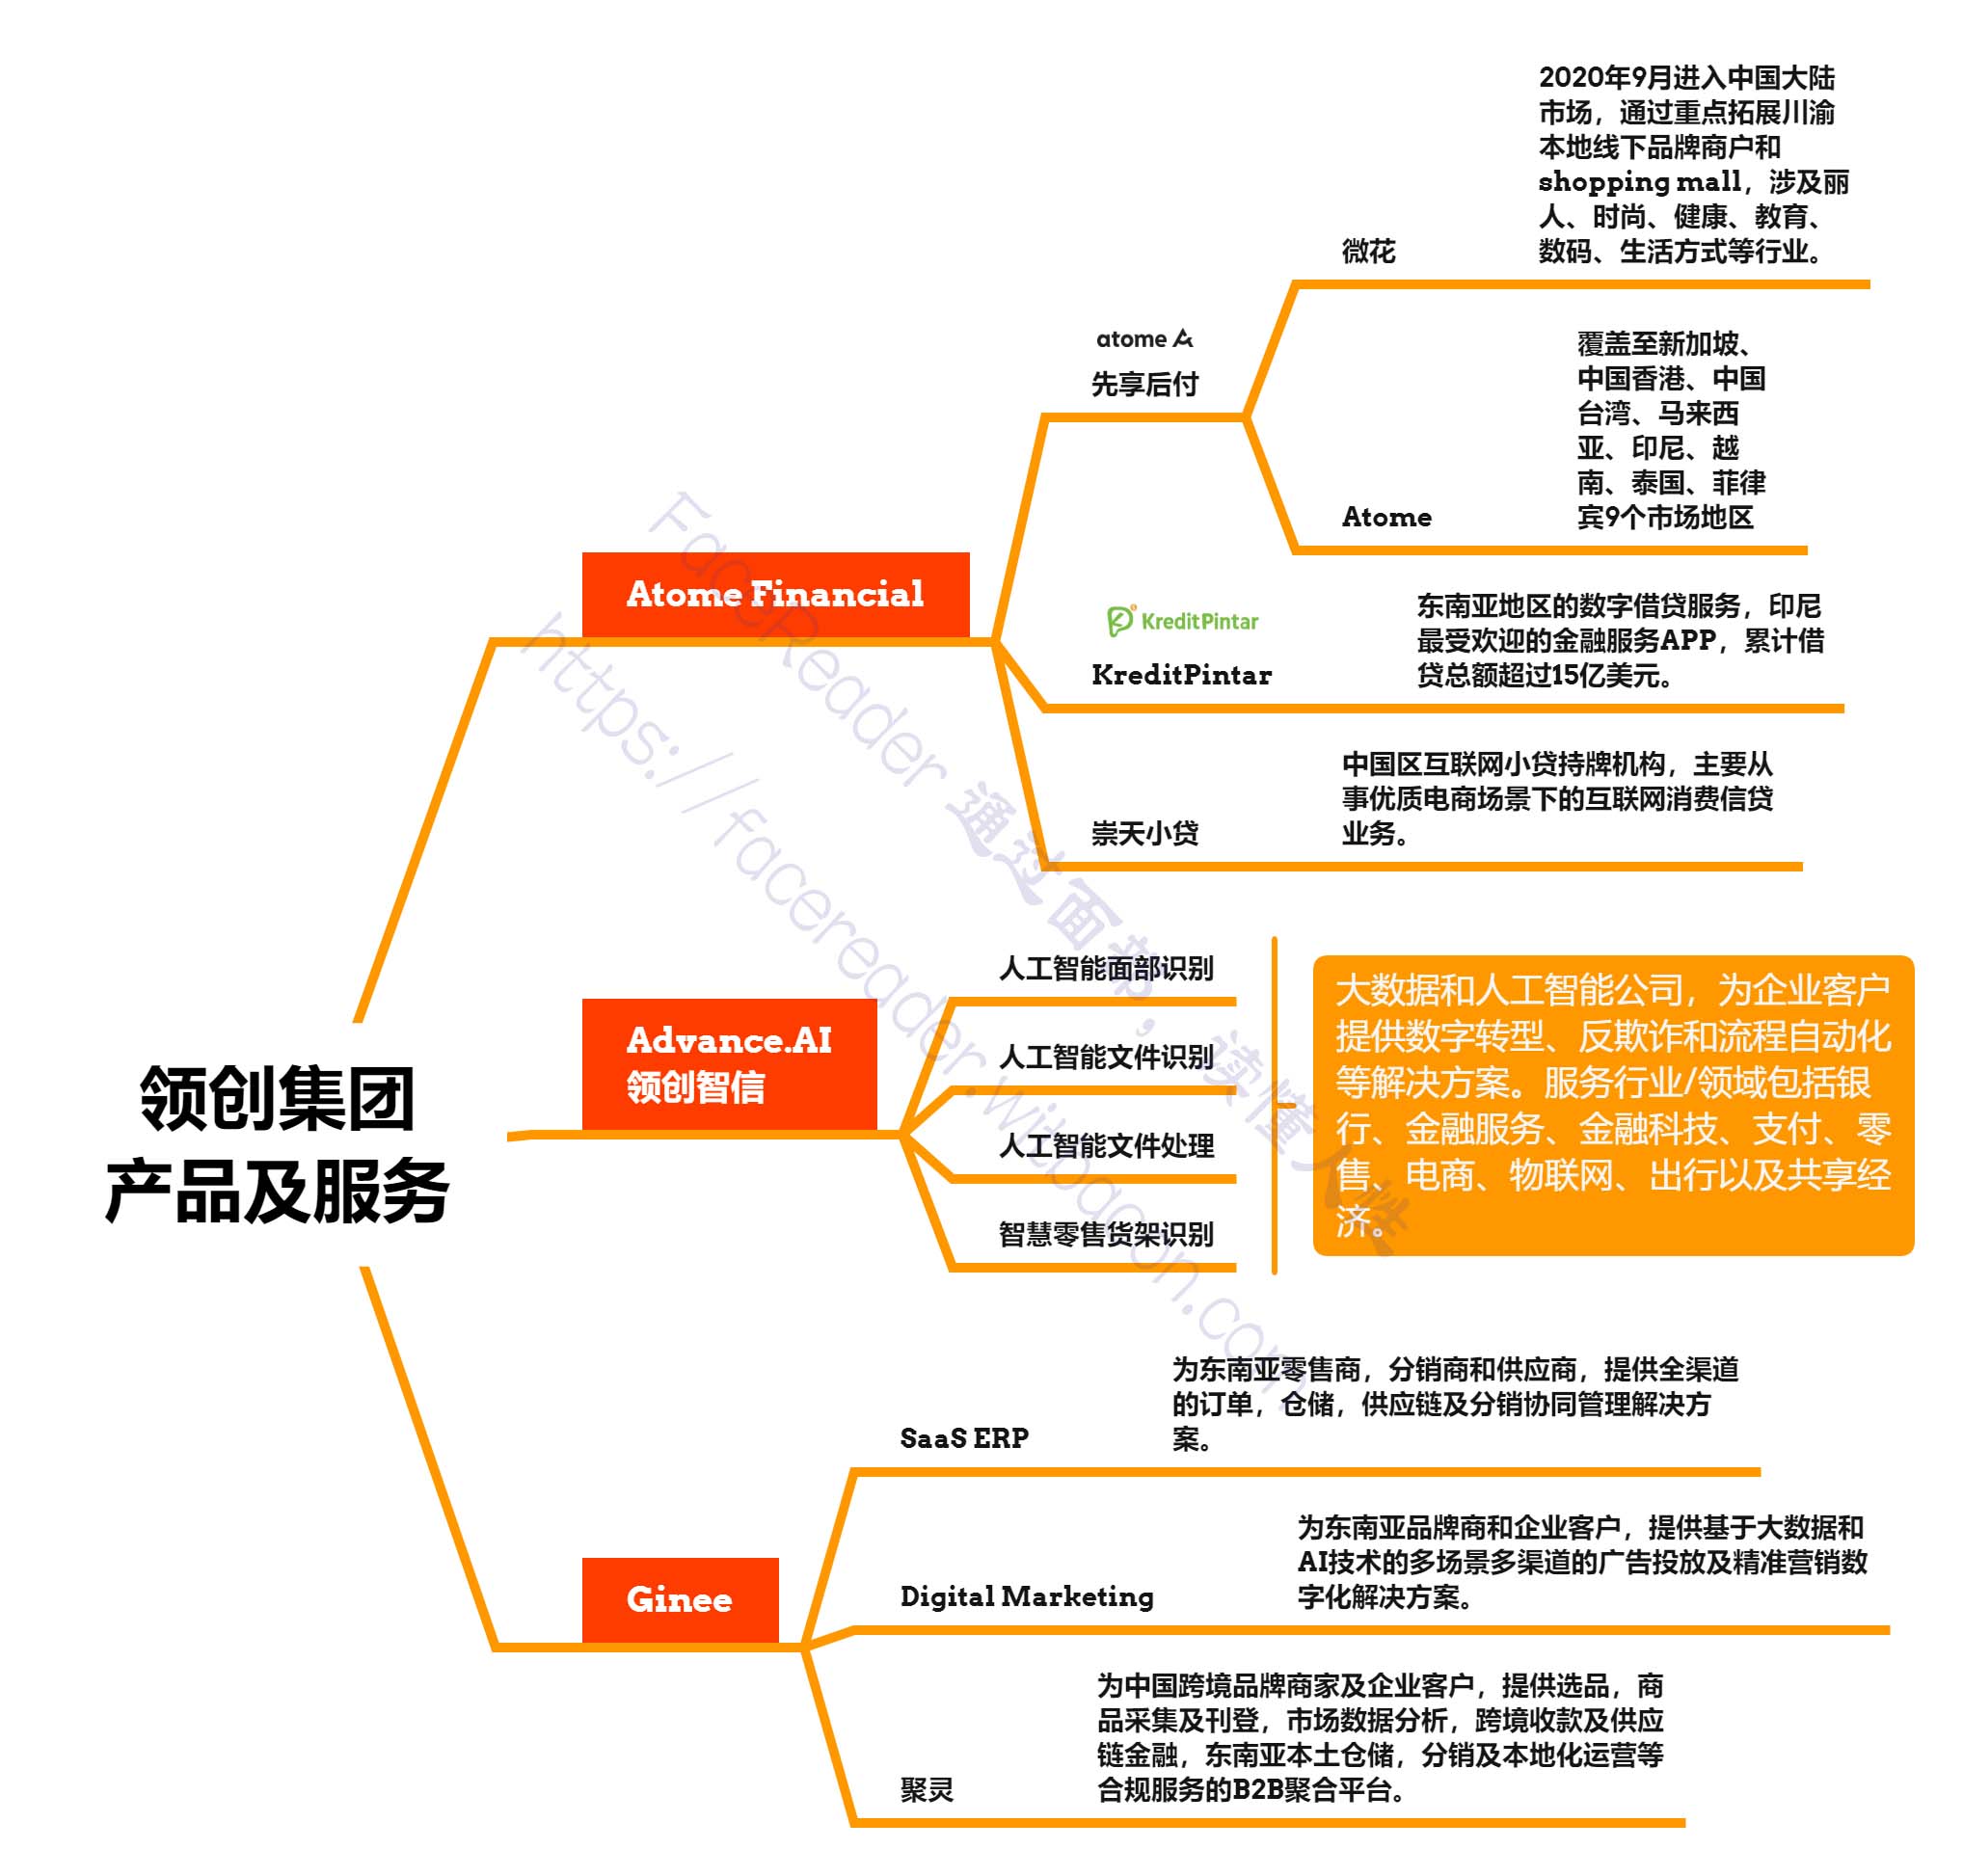 领创集团
产品及服务
Atome Financial
atome
先享后付
微花
2020年9月进入中国大陆
市场，通过重点拓展川渝
本地线下品牌商户和
shopping mall，涉及丽
人、时尚、健康、教育、
数码、生活方式等行业。
Atome
覆盖至新加坡、
中国香港、中国
台湾、马来西
亚、印尼、越
南、泰国、菲律
宾9个市场地区
KreditPintar
KreditPintar
东南亚地区的数字借贷服务，印尼
最受欢迎的金融服务APP，累计借
贷总额超过15亿美元。
崇天小贷
中国区互联网小贷持牌机构，主要从
事优质电商场景下的互联网消费信贷
业务。
Advance.AI
领创智信
人工智能面部识别
人工智能文件识别
人工智能文件处理
智慧零售货架识别
大数据和人工智能公司，为企业客户
提供数字转型、反欺诈和流程自动化
等解决方案。服务行业/领域包括银
行、金融服务、金融科技、支付、零
售、电商、物联网、出行以及共享经
济。
Ginee
SaaS ERP
为东南亚零售商，分销商和供应商，提供全渠道
的订单，仓储，供应链及分销协同管理解决方
案。
Digital Marketing
为东南亚品牌商和企业客户，提供基于大数据和
AI技术的多场景多渠道的广告投放及精准营销数
字化解决方案。
聚灵
为中国跨境品牌商家及企业客户，提供选品，商
品采集及刊登，市场数据分析，跨境收款及供应
链金融，东南亚本土仓储，分销及本地化运营等
合规服务的B2B聚合平台。
FaceReader 通过面部，读懂人性
https://facereader.witbacon.com